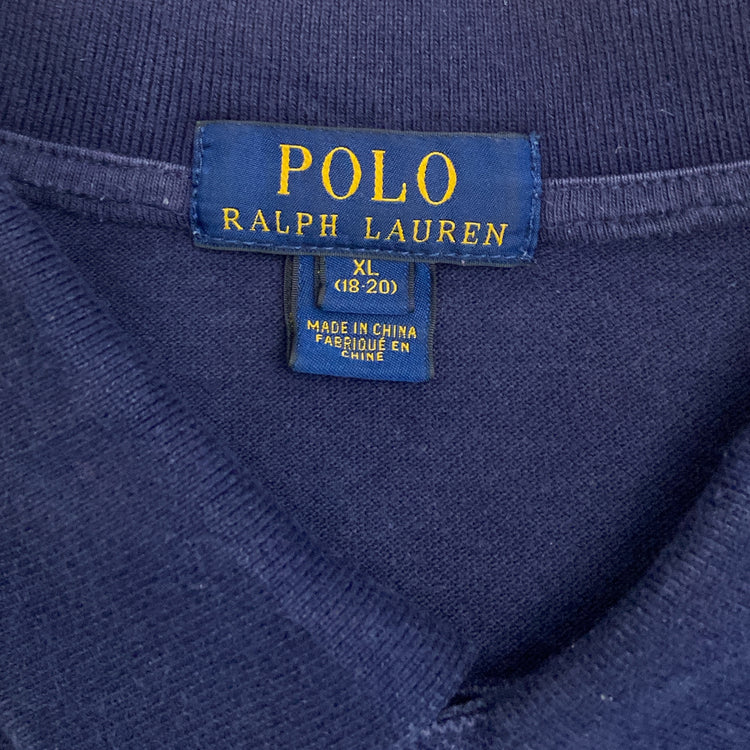 POLO
RALPH LAUREN
XL
(18-20)
MADE IN CHINA
FABRIQUÉ EN
CHINE